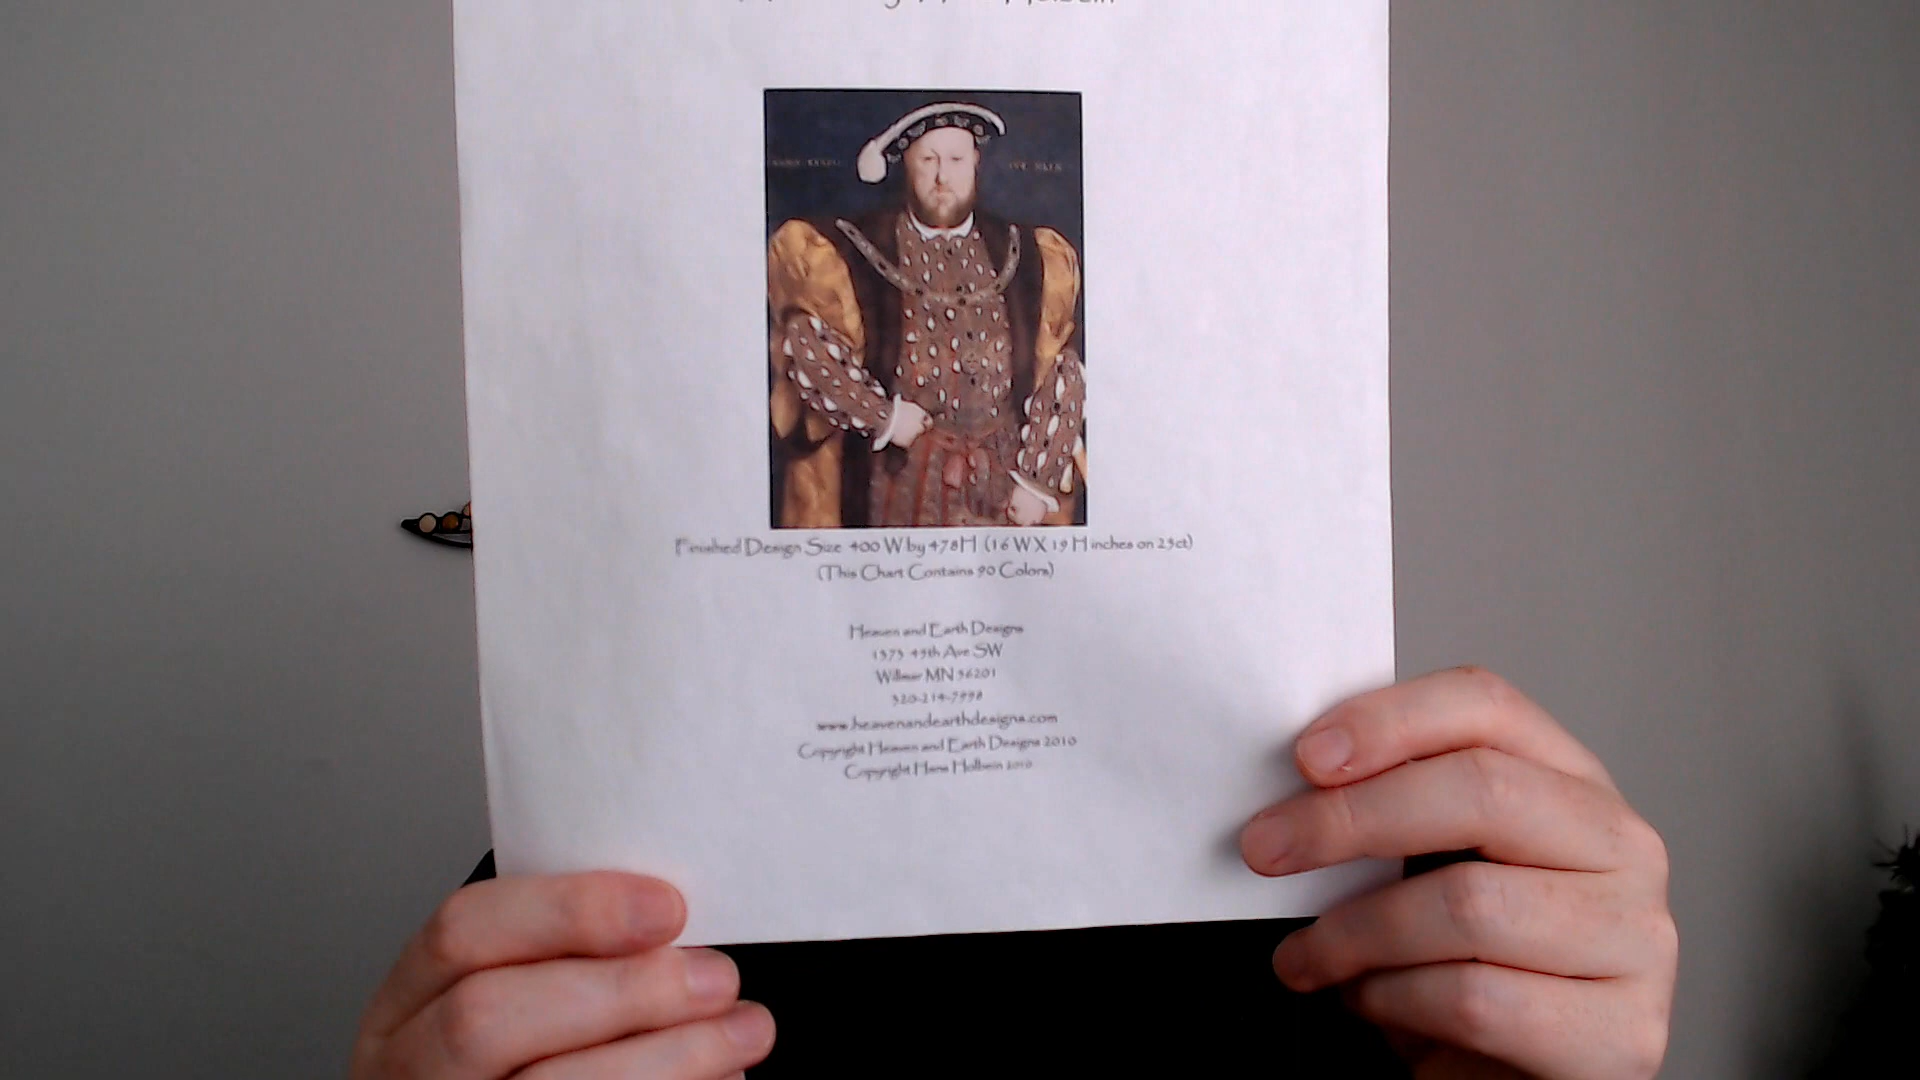 Holbein
Finished Design Size 400 W by 478H (16 W X 19 H inches on 25ct)
(This Chart Contains 90 Colors)
Heaven and Earth Designs
45th Ave SW
Willmar MN 56201
320-214-7998
www.heavenandearthdesigns.com
Copyright Heaven and Earth Designs 2010
Copyright Hans Holbein 2010